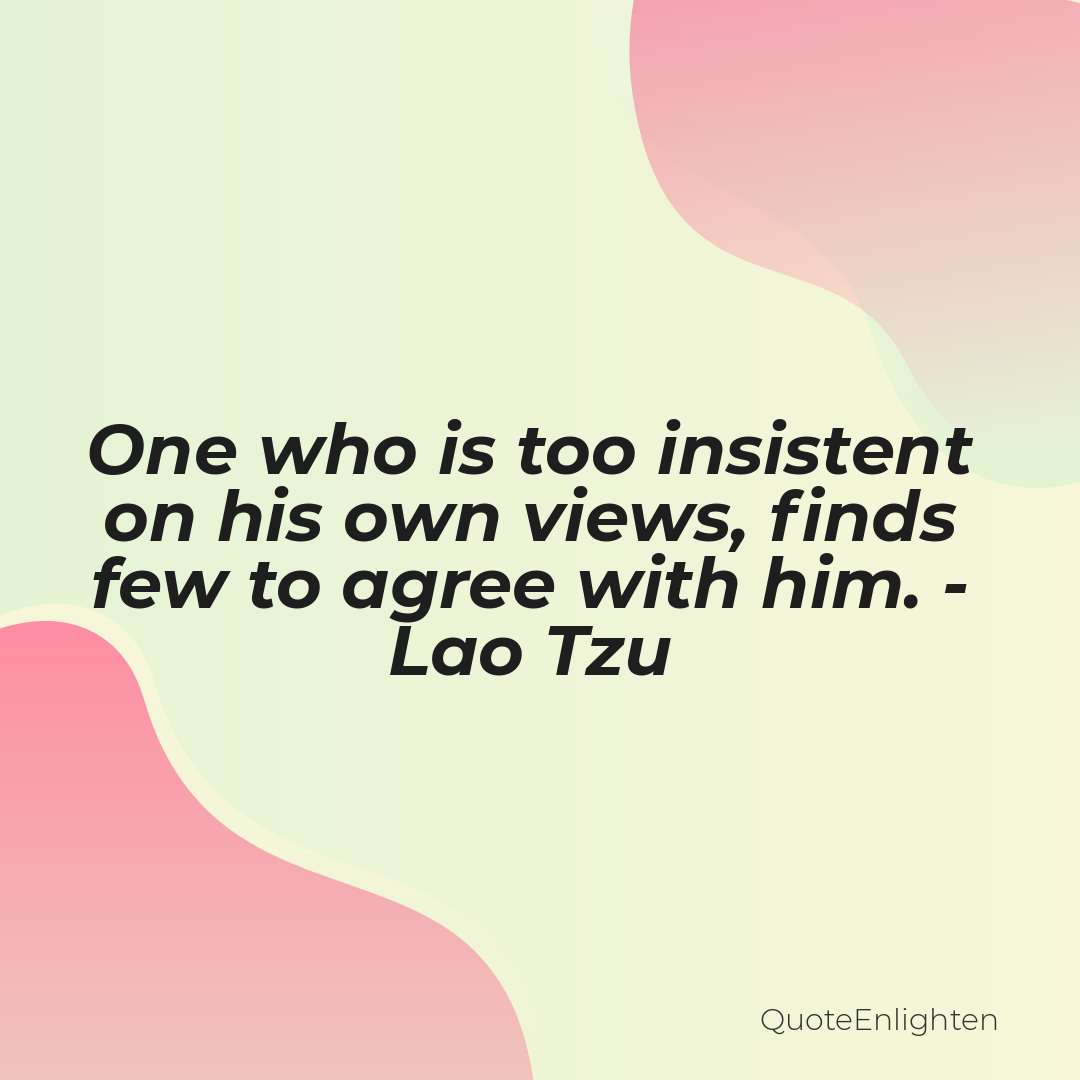 One who is too insistent
on his own views, finds
few to agree with him. -
Lao Tzu
QuoteEnlighten